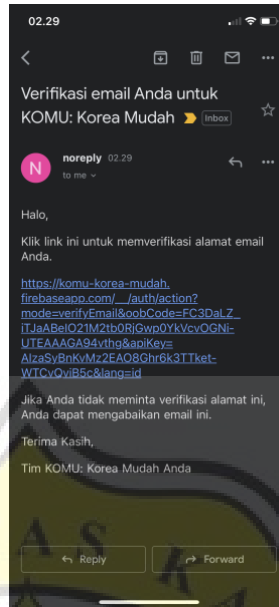 02.29
Verifikasi email Anda untuk
KOMU: Korea Mudah Inbox
N noreply 02.29
to me
Halo,
Klik link ini untuk memverifikasi alamat email
Anda.
https://komu-korea-mudah.
firebaseapp.com/__/auth/action?
mode=verifyEmail&oobCode=FC3DaLZ_
iTJaABeIO21M2tb0RjGwp0YkVcvOGNi-
UTEAAAGA94vthg&apiKey=
AIzaSyBnKvMz2EAO8Ghr6k3TTket-
WTCvQviB5c&lang=id
Jika Anda tidak meminta verifikasi alamat ini,
Anda dapat mengabaikan email ini.
Terima Kasih,
Tim KOMU: Korea Mudah Anda
A S K A
Reply Forward